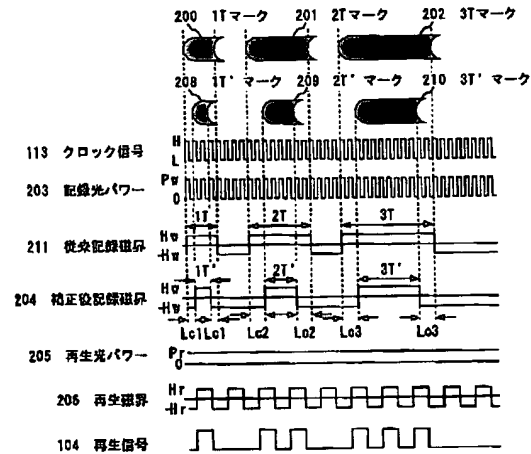 200 1Tマーク 201 2Tマーク 202 3Tマーク
208 1T'マーク 209 2T'マーク 210 3T'マーク
113 クロック信号 H L
203 記録光パワー Pw 0
1T 2T 3T
211 従来記録磁界 Hw -Hw
1T' 2T' 3T'
204 補正後記録磁界 Hw -Hw
Lc1 Lc1 Lc2 Lc2 Lc3 Lc3
205 再生光パワー Pr 0
206 再生磁界 Hr -Hr
104 再生信号